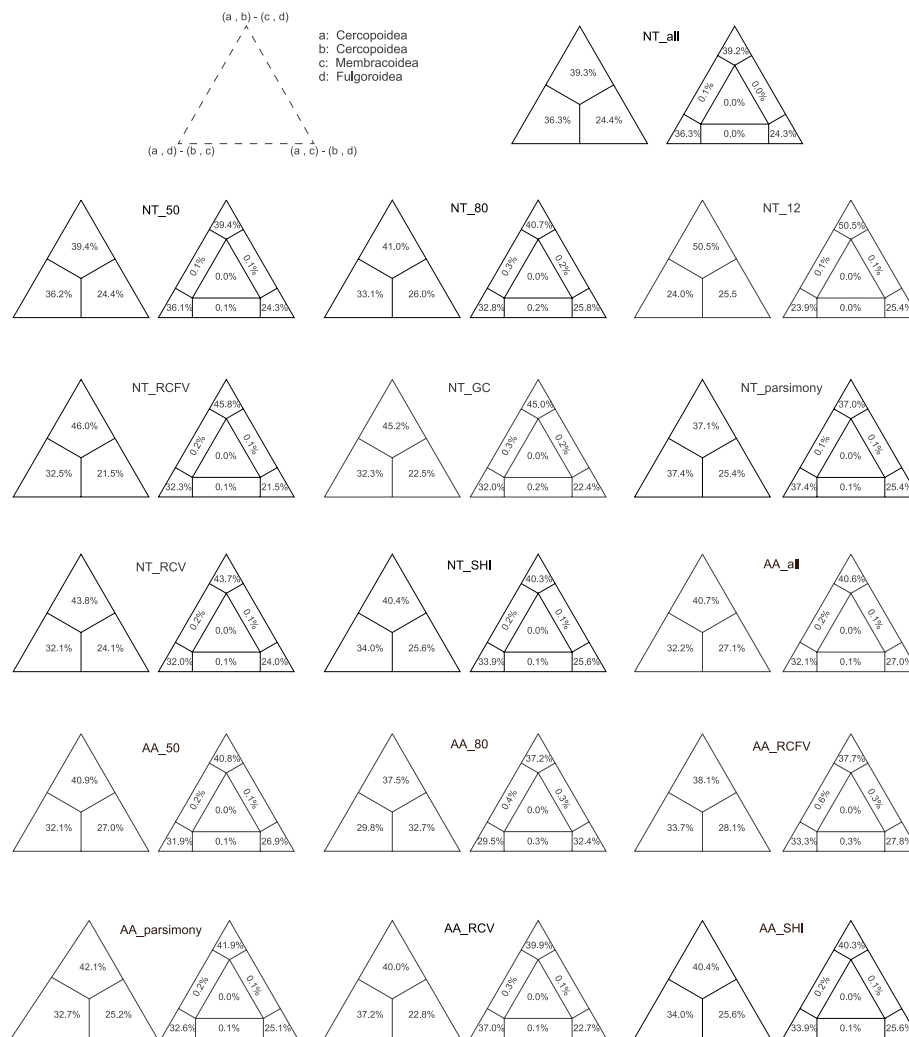 (a , b) - (c , d)
a: Cercopoidea
b: Cercopoidea
c: Membracoidea
d: Fulgoroidea
(a , d) - (b , c)
(a , c) - (b , d)
NT_all
39.3%
36.3% 24.4%
39.2%
0.1% 0.0%
0.0%
36.3% 0.0% 24.3%
NT_50
39.4%
36.2% 24.4%
39.4%
0.1% 0.1%
0.0%
36.1% 0.1% 24.3%
NT_80
41.0%
33.1% 26.0%
40.7%
0.3% 0.2%
0.0%
32.8% 0.2% 25.8%
NT_12
50.5%
24.0% 25.5
50.5%
0.1% 0.1%
0.0%
23.9% 0.0% 25.4%
NT_RCFV
46.0%
32.5% 21.5%
45.8%
0.2% 0.1%
0.0%
32.3% 0.1% 21.5%
NT_GC
45.2%
32.3% 22.5%
45.0%
0.3% 0.2%
0.0%
32.0% 0.2% 22.4%
NT_parsimony
37.1%
37.4% 25.4%
37.0%
0.1% 0.1%
0.0%
37.4% 0.1% 25.4%
NT_RCV
43.8%
32.1% 24.1%
43.7%
0.2% 0.1%
0.0%
32.0% 0.1% 24.0%
NT_SHI
40.4%
34.0% 25.6%
40.3%
0.2% 0.1%
0.0%
33.9% 0.1% 25.6%
AA_all
40.7%
32.2% 27.1%
40.6%
0.2% 0.1%
0.0%
32.1% 0.1% 27.0%
AA_50
40.9%
32.1% 27.0%
40.8%
0.2% 0.1%
0.0%
31.9% 0.1% 26.9%
AA_80
37.5%
29.8% 32.7%
37.2%
0.4% 0.3%
0.0%
29.5% 0.3% 32.4%
AA_RCFV
38.1%
33.7% 28.1%
37.7%
0.6% 0.3%
0.0%
33.3% 0.3% 27.8%
AA_parsimony
42.1%
32.7% 25.2%
41.9%
0.2% 0.1%
0.0%
32.6% 0.1% 25.1%
AA_RCV
40.0%
37.2% 22.8%
39.9%
0.3% 0.1%
0.0%
37.0% 0.1% 22.7%
AA_SHI
40.4%
34.0% 25.6%
40.3%
0.2% 0.1%
0.0%
33.9% 0.1% 25.6%